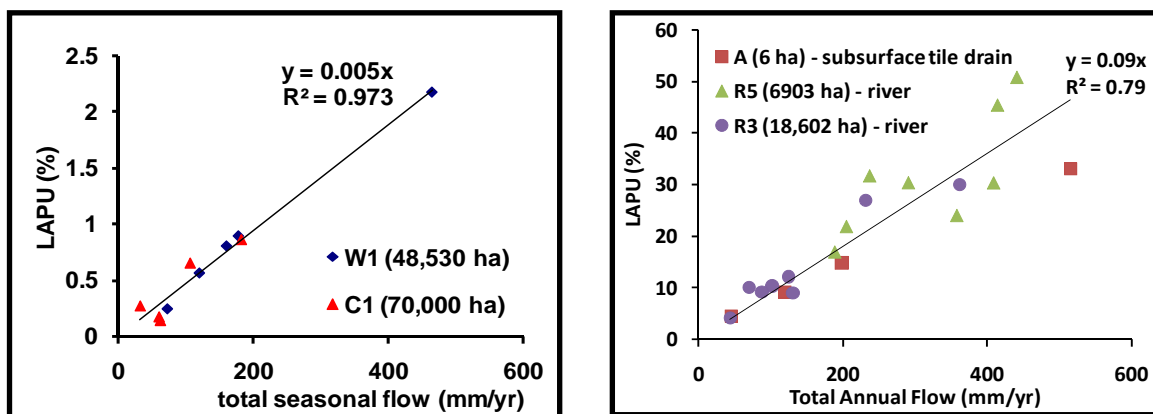 2.5
2
1.5
1
0.5
0
LAPU (%)
y = 0.005x
R² = 0.973
W1 (48,530 ha)
C1 (70,000 ha)
0 200 400 600
total seasonal flow (mm/yr)
60
50
40
30
20
10
0
LAPU (%)
A (6 ha) - subsurface tile drain
R5 (6903 ha) - river
R3 (18,602 ha) - river
y = 0.09x
R² = 0.79
0 200 400 600
Total Annual Flow (mm/yr)